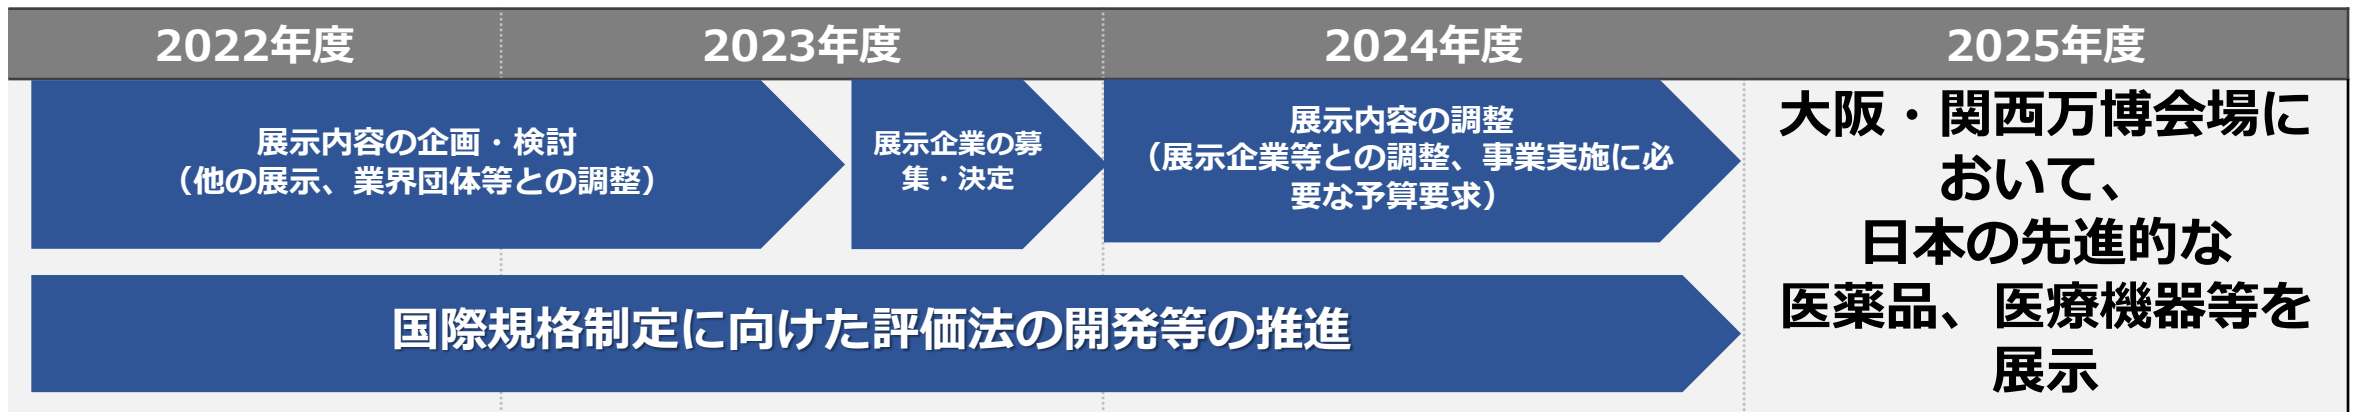 2022年度
2023年度
2024年度
2025年度
展示内容の企画・検討
（他の展示、業界団体等との調整）
展示企業の募
集・決定
展示内容の調整
（展示企業等との調整、事業実施に必
要な予算要求）
国際規格制定に向けた評価法の開発等の推進
大阪・関西万博会場に
おいて、
日本の先進的な
医薬品、医療機器等を
展示